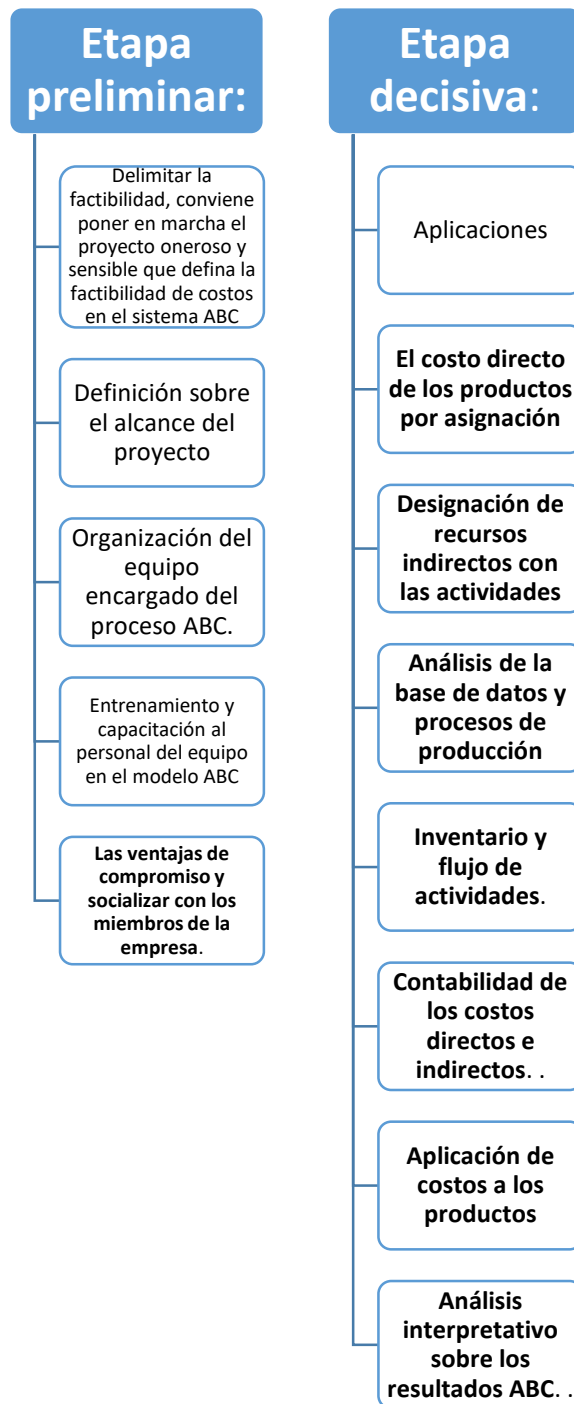 Etapa
preliminar:
Delimitar la
factibilidad, conviene
poner en marcha el
proyecto oneroso y
sensible que defina la
factibilidad de costos
en el sistema ABC
Definición sobre
el alcance del
proyecto
Organización del
equipo
encargado del
proceso ABC.
Entrenamiento y
capacitación al
personal del equipo
en el modelo ABC
Las ventajas de
compromiso y
socializar con los
miembros de la
empresa.
Etapa
decisiva:
Aplicaciones
El costo directo
de los productos
por asignación
Designación de
recursos
indirectos con
las actividades
Análisis de la
base de datos y
procesos de
producción
Inventario y
flujo de
actividades.
Contabilidad de
los costos
directos e
indirectos. .
Aplicación de
costos a los
productos
Análisis
interpretativo
sobre los
resultados ABC. .